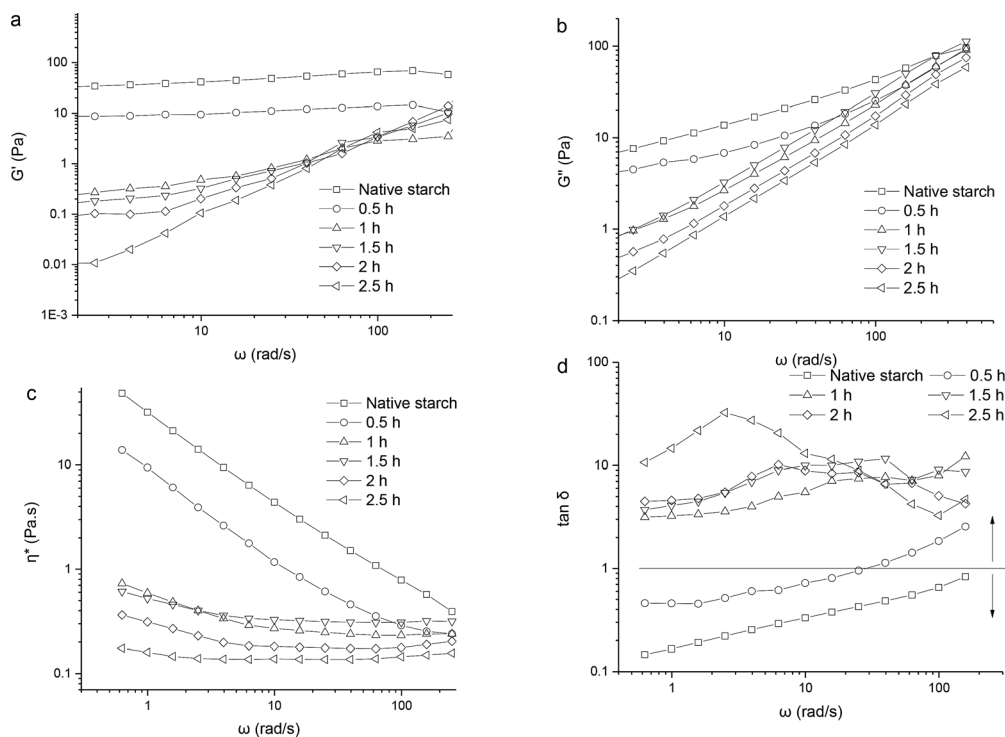 a
G' (Pa)
100
10
1
0.1
0.01
1E-3
10
100
ω (rad/s)
Native starch
0.5 h
1 h
1.5 h
2 h
2.5 h
b
G'' (Pa)
100
10
1
0.1
10
100
ω (rad/s)
Native starch
0.5 h
1 h
1.5 h
2 h
2.5 h
c
η* (Pa.s)
10
1
0.1
1
10
100
ω (rad/s)
Native starch
0.5 h
1 h
1.5 h
2 h
2.5 h
d
tan δ
100
10
1
0.1
1
10
100
ω (rad/s)
Native starch 0.5 h
1 h 1.5 h
2 h 2.5 h